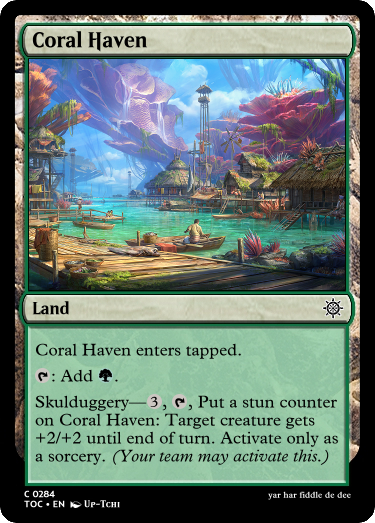 Coral Haven
Land
Coral Haven enters tapped.
: Add .
Skulduggery—3, , Put a stun counter
on Coral Haven: Target creature gets
+2/+2 until end of turn. Activate only as
a sorcery. (Your team may activate this.)
C 0284
TOC • EN Up-Tchi
yar har fiddle de dee